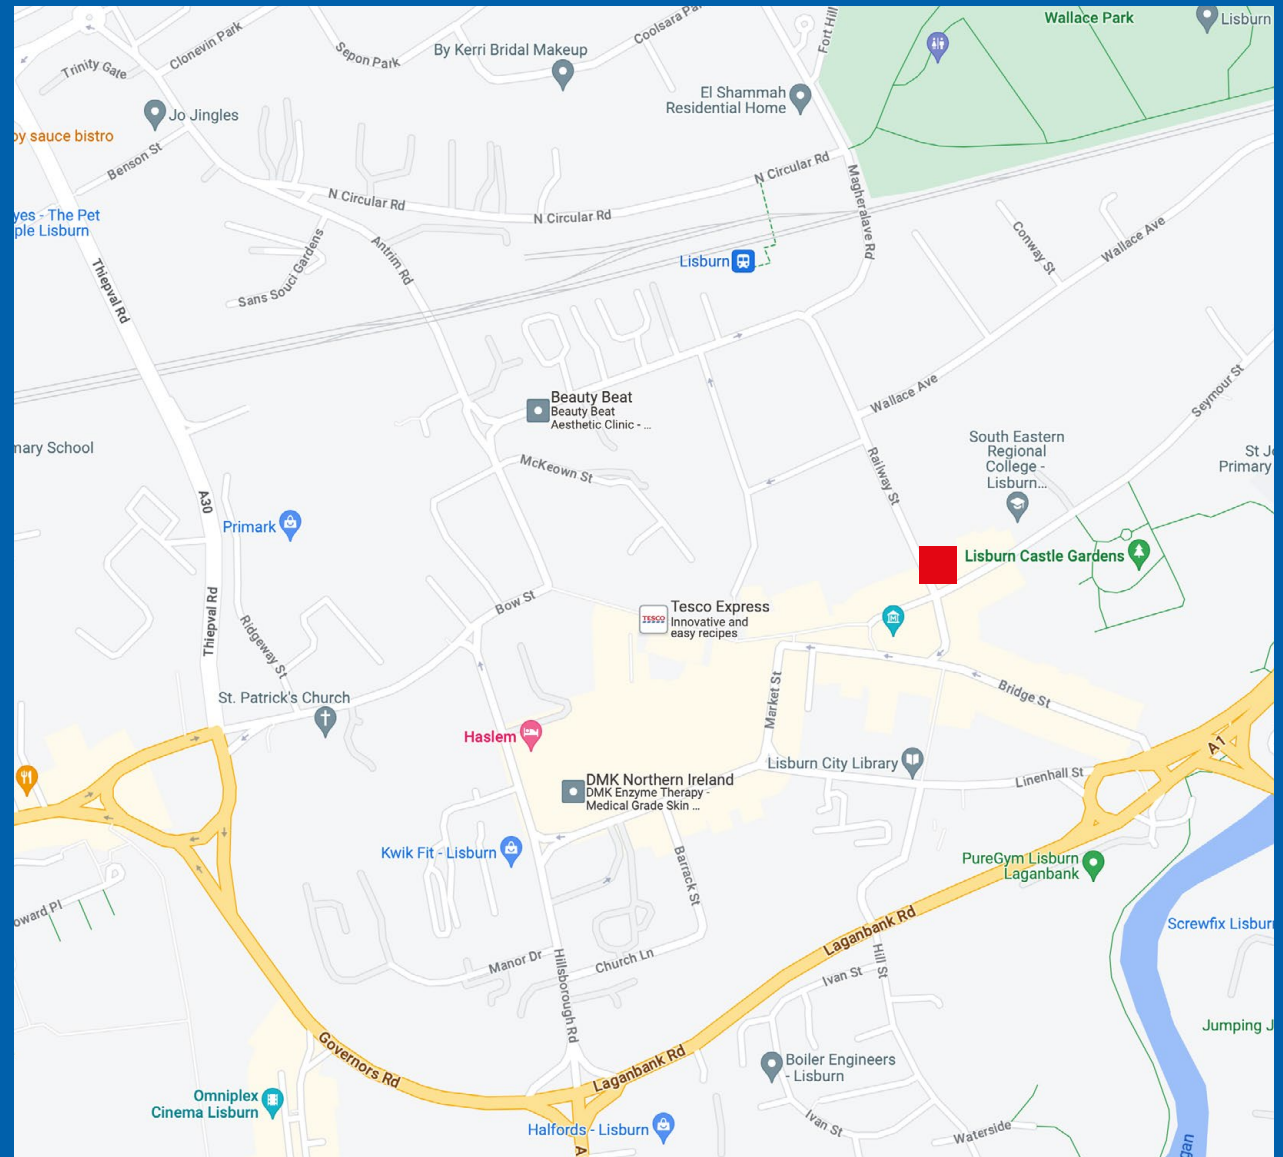 Wallace Park
Lisburn
Fort Hill
Coolsara Par
Clonevin Park
Sepon Park
By Kerri Bridal Makeup
Trinity Gate
El Shammah
Residential Home
Jo Jingles
oy sauce bistro
Benson St
N Circular Rd
N Circular Rd
N Circular Rd
Magheralave Rd
yes - The Pet
ple Lisburn
Conway St
Wallace Ave
Antrim Rd
Sans Souci Gardens
Lisburn
Thiepval Rd
Wallace Ave
Seymour St
Beauty Beat
Beauty Beat
Aesthetic Clinic - ...
mary School
McKeown St
Railway St
South Eastern
Regional
College -
Lisburn...
St Jo
Primary
A30
Primark
Lisburn Castle Gardens
Thiepval Rd
Bow St
TESCO
Tesco Express
Innovative and
easy recipes
Ridgeway St
St. Patrick's Church
Market St
Bridge St
Haslem
A1
Lisburn City Library
Linenhall St
DMK Northern Ireland
DMK Enzyme Therapy -
Medical Grade Skin ...
Kwik Fit - Lisburn
Barrack St
PureGym Lisburn
Laganbank
oward Pl
Laganbank Rd
Screwfix Lisburn
Manor Dr
Hillsborough Rd
Church Ln
Hill St
Ivan St
Jumping J
Governors Rd
Laganbank Rd
Boiler Engineers
- Lisburn
Omniplex
Cinema Lisburn
Halfords - Lisburn
Ivan St
Waterside
A
gan